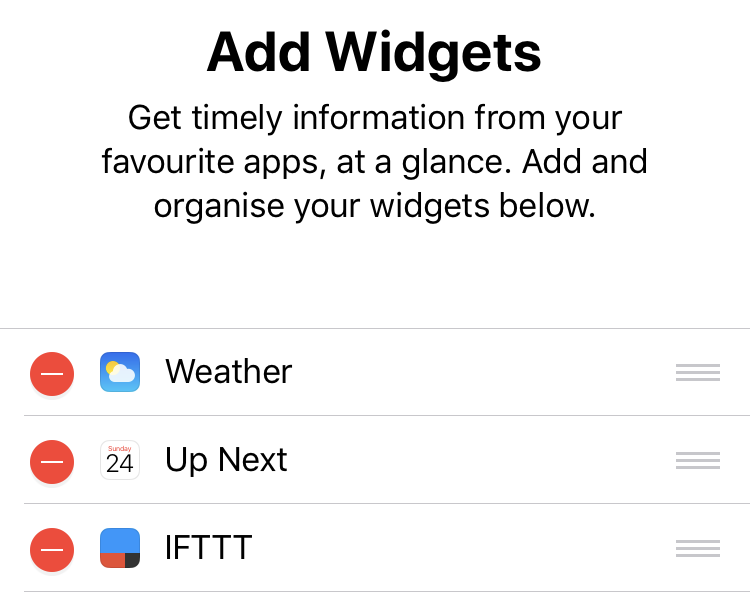 Add Widgets
Get timely information from your
favourite apps, at a glance. Add and
organise your widgets below.
Weather
Sunday
24
Up Next
IFTTT